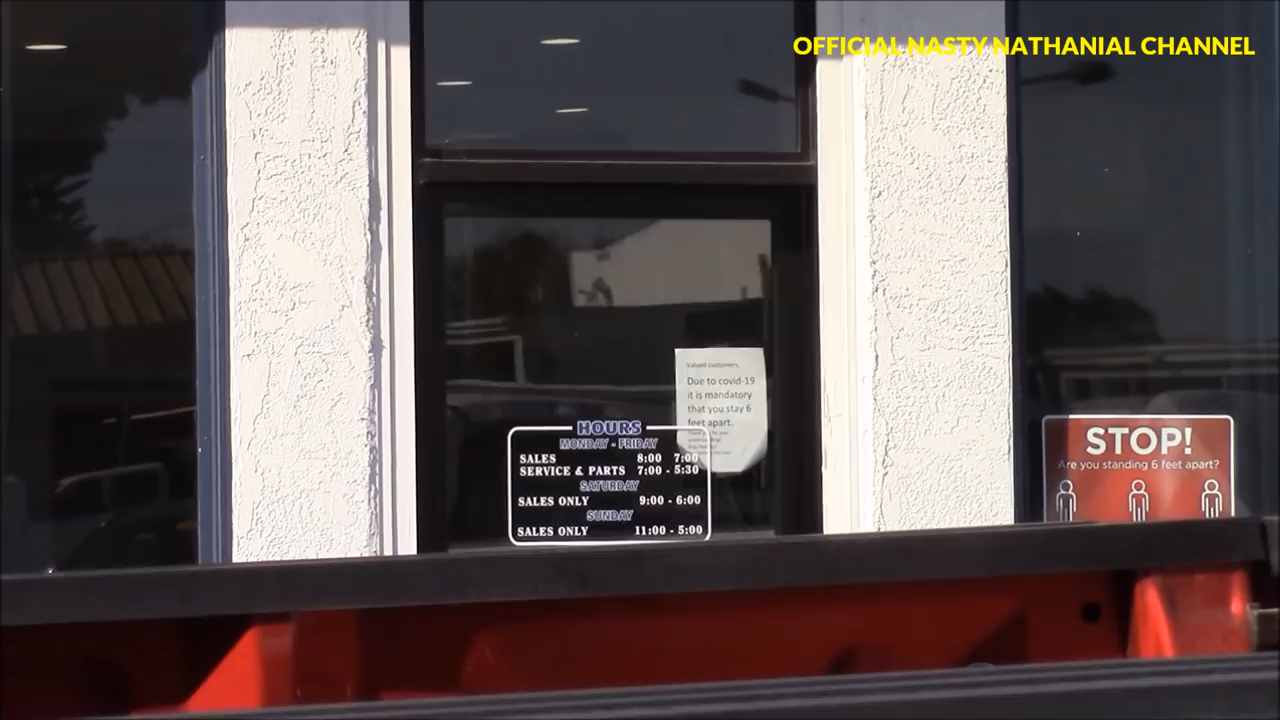 OFFICIAL NASTY NATHANIAL CHANNEL
Valued customers,
Due to covid-19
it is mandatory
that you stay 6
feet apart.
HOURS
MONDAY - FRIDAY
SALES 8:00 7:00
SERVICE & PARTS 7:00 - 5:30
SATURDAY
SALES ONLY 9:00 - 6:00
SUNDAY
SALES ONLY 11:00 - 5:00
STOP!
Are you standing 6 feet apart?